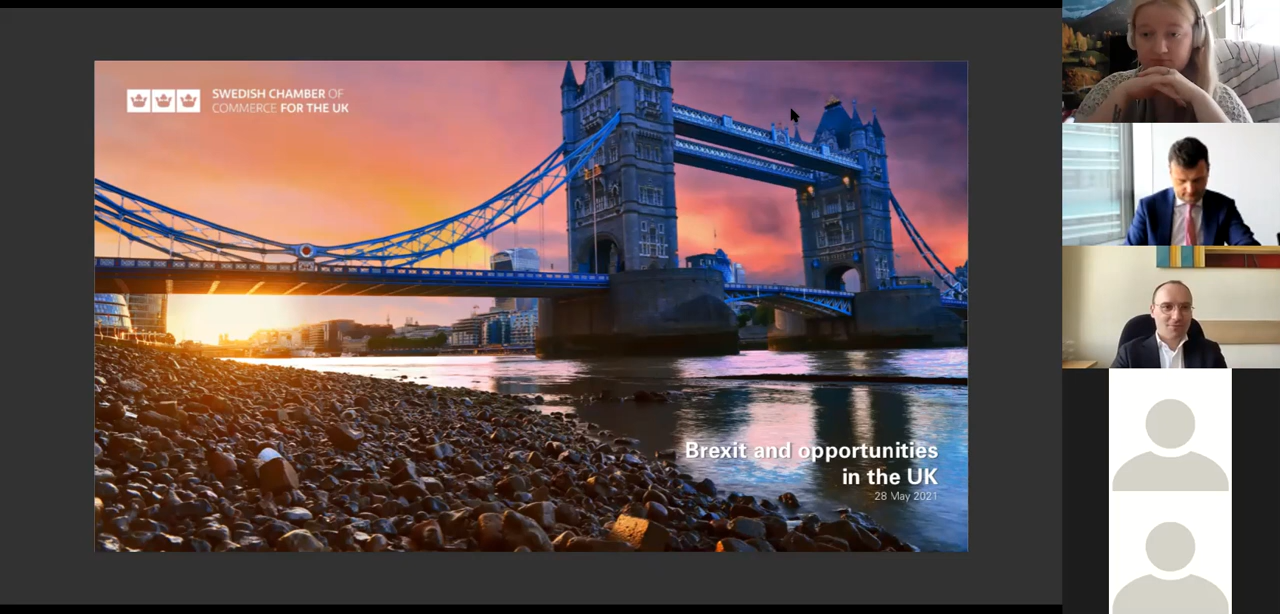 SWEDISH CHAMBER OF
COMMERCE FOR THE UK
Brexit and opportunities
in the UK
28 May 2021